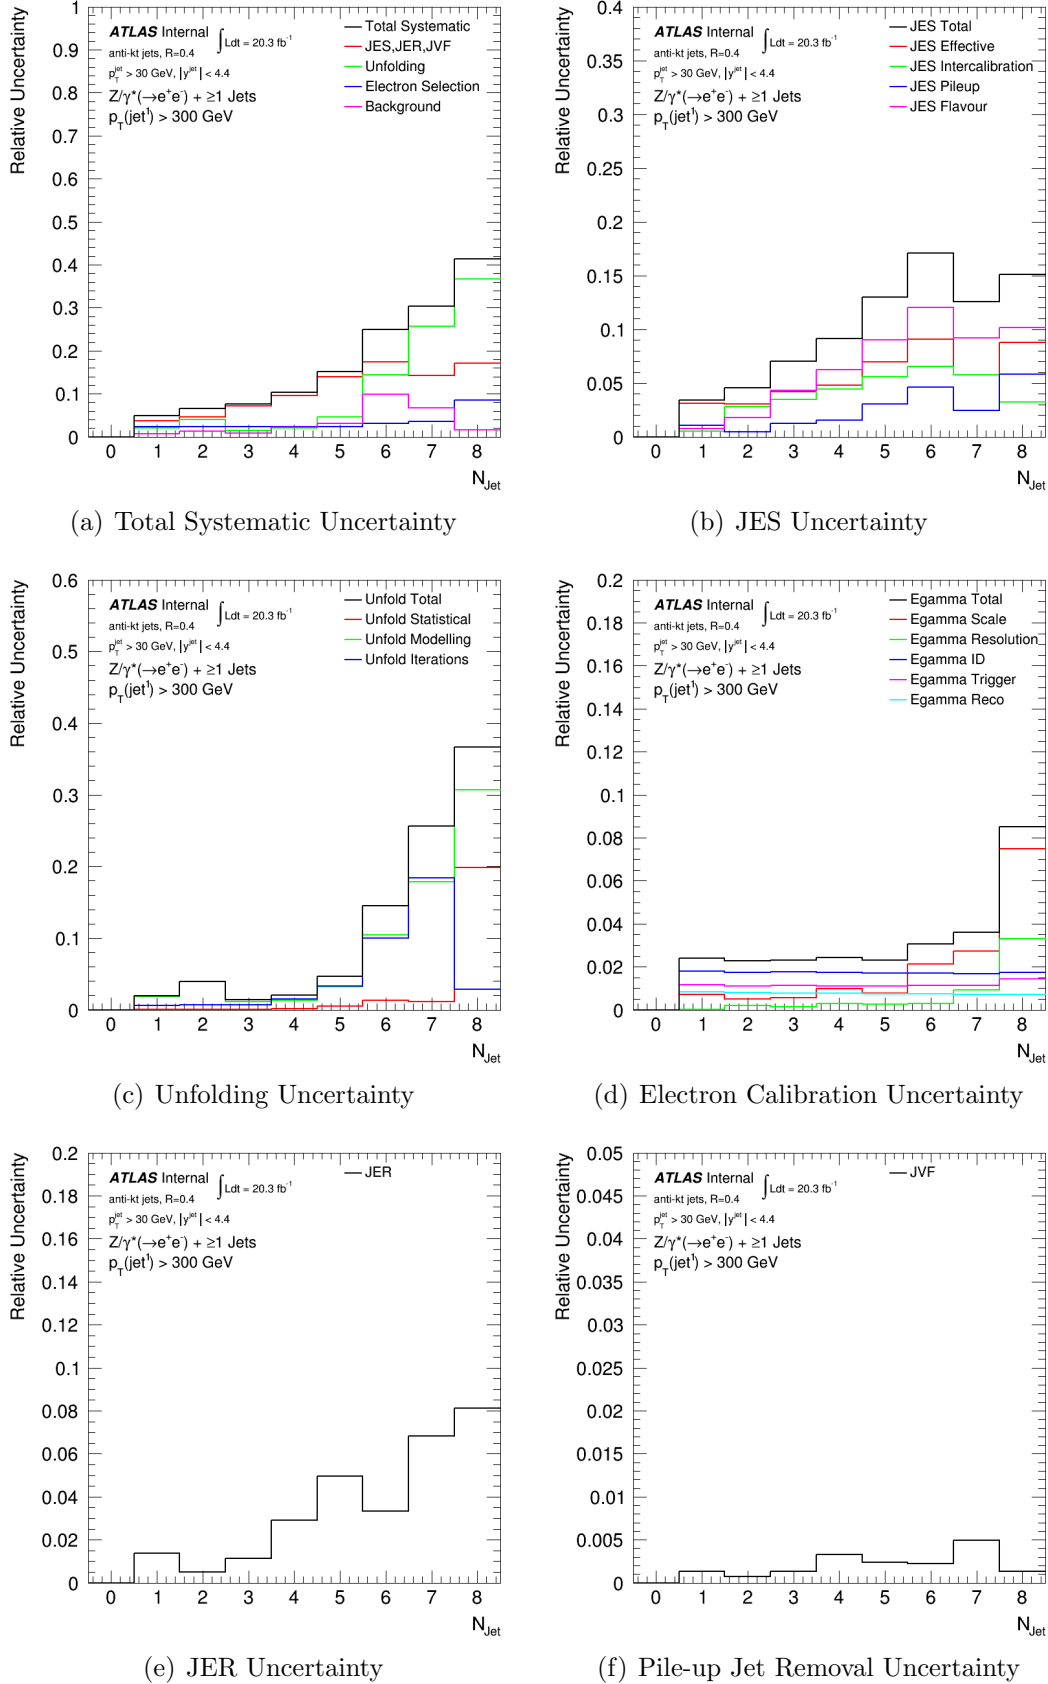 Relative Uncertainty
1
0.9
0.8
0.7
0.6
0.5
0.4
0.3
0.2
0.1
0
ATLAS Internal ∫Ldt = 20.3 fb⁻¹
anti-kt jets, R=0.4
p_T^jet > 30 GeV, |y^jet| < 4.4
Z/γ*(→e⁺e⁻) + ≥1 Jets
p_T(jet¹) > 300 GeV
Total Systematic
JES,JER,JVF
Unfolding
Electron Selection
Background
0 1 2 3 4 5 6 7 8
N_Jet
(a) Total Systematic Uncertainty
Relative Uncertainty
0.4
0.35
0.3
0.25
0.2
0.15
0.1
0.05
0
ATLAS Internal ∫Ldt = 20.3 fb⁻¹
anti-kt jets, R=0.4
p_T^jet > 30 GeV, |y^jet| < 4.4
Z/γ*(→e⁺e⁻) + ≥1 Jets
p_T(jet¹) > 300 GeV
JES Total
JES Effective
JES Intercalibration
JES Pileup
JES Flavour
0 1 2 3 4 5 6 7 8
N_Jet
(b) JES Uncertainty
Relative Uncertainty
0.6
0.5
0.4
0.3
0.2
0.1
0
ATLAS Internal ∫Ldt = 20.3 fb⁻¹
anti-kt jets, R=0.4
p_T^jet > 30 GeV, |y^jet| < 4.4
Z/γ*(→e⁺e⁻) + ≥1 Jets
p_T(jet¹) > 300 GeV
Unfold Total
Unfold Statistical
Unfold Modelling
Unfold Iterations
0 1 2 3 4 5 6 7 8
N_Jet
(c) Unfolding Uncertainty
Relative Uncertainty
0.2
0.18
0.16
0.14
0.12
0.1
0.08
0.06
0.04
0.02
0
ATLAS Internal ∫Ldt = 20.3 fb⁻¹
anti-kt jets, R=0.4
p_T^jet > 30 GeV, |y^jet| < 4.4
Z/γ*(→e⁺e⁻) + ≥1 Jets
p_T(jet¹) > 300 GeV
Egamma Total
Egamma Scale
Egamma Resolution
Egamma ID
Egamma Trigger
Egamma Reco
0 1 2 3 4 5 6 7 8
N_Jet
(d) Electron Calibration Uncertainty
Relative Uncertainty
0.2
0.18
0.16
0.14
0.12
0.1
0.08
0.06
0.04
0.02
0
ATLAS Internal ∫Ldt = 20.3 fb⁻¹
anti-kt jets, R=0.4
p_T^jet > 30 GeV, |y^jet| < 4.4
Z/γ*(→e⁺e⁻) + ≥1 Jets
p_T(jet¹) > 300 GeV
JER
0 1 2 3 4 5 6 7 8
N_Jet
(e) JER Uncertainty
Relative Uncertainty
0.05
0.045
0.04
0.035
0.03
0.025
0.02
0.015
0.01
0.005
0
ATLAS Internal ∫Ldt = 20.3 fb⁻¹
anti-kt jets, R=0.4
p_T^jet > 30 GeV, |y^jet| < 4.4
Z/γ*(→e⁺e⁻) + ≥1 Jets
p_T(jet¹) > 300 GeV
JVF
0 1 2 3 4 5 6 7 8
N_Jet
(f) Pile-up Jet Removal Uncertainty